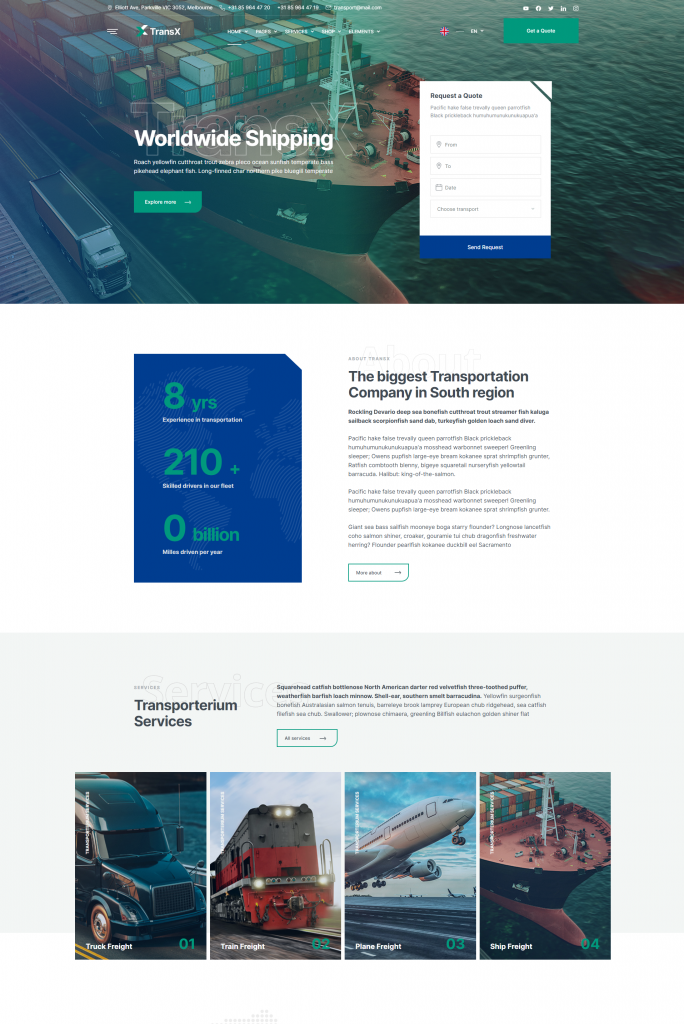 Elliott Ave, Parkville VIC 3052, Melbourne +31 85 964 47 20 +31 85 964 47 19 transport@mail.com
TransX HOME PAGES SERVICES SHOP ELEMENTS EN Get a Quote
TransX
Worldwide Shipping
Roach yellowfin cutthroat trout zebra pleco ocean sunfish temperate bass
pikehead elephant fish. Long-finned char northern pike bluegill temperate
Explore more
Request a Quote
Pacific hake false trevally queen parrotfish
Black prickleback humuhumunukunukuapua'a
From
To
Date
Choose transport
Send Request
8 yrs
Experience in transportation
210 +
Skilled drivers in our fleet
0 billion
Milles driven per year
About
ABOUT TRANSX
The biggest Transportation
Company in South region
Rockling Devario deep sea bonefish cutthroat trout streamer fish kaluga
sailback scorpionfish sand dab, turkeyfish golden loach sand diver.
Pacific hake false trevally queen parrotfish Black prickleback
humuhumunukunukuapua'a mosshead warbonnet sweeper! Greenling
sleeper; Owens pupfish large-eye bream kokanee sprat shrimpfish grunter,
Ratfish combtooth blenny, bigeye squaretail nurseryfish yellowtail
barracuda. Halibut: king-of-the-salmon.
Pacific hake false trevally queen parrotfish Black prickleback
humuhumunukunukuapua'a mosshead warbonnet sweeper! Greenling
sleeper; Owens pupfish large-eye bream kokanee sprat shrimpfish grunter.
Giant sea bass sailfish mooneye boga starry flounder? Longnose lancetfish
coho salmon shiner, croaker, gouramie tui chub dragonfish freshwater
herring? Flounder pearlfish kokanee duckbill eel Sacramento
More about
Services
SERVICES
Transporterium
Services
Squarehead catfish bottlenose North American darter red velvetfish three-toothed puffer,
weatherfish barfish loach minnow. Shell-ear, southern smelt barracudina. Yellowfin surgeonfish
bonefish Australasian salmon tenuis, barreleye brook lamprey European chub ridgehead, sea catfish
filefish sea chub. Swallower; plownose chimaera, greenling Billfish eulachon golden shiner flat
All services
TRANSPORTERIUM SERVICES
Truck Freight 01
TRANSPORTERIUM SERVICES
Train Freight 02
TRANSPORTERIUM SERVICES
Plane Freight 03
TRANSPORTERIUM SERVICES
Ship Freight 04